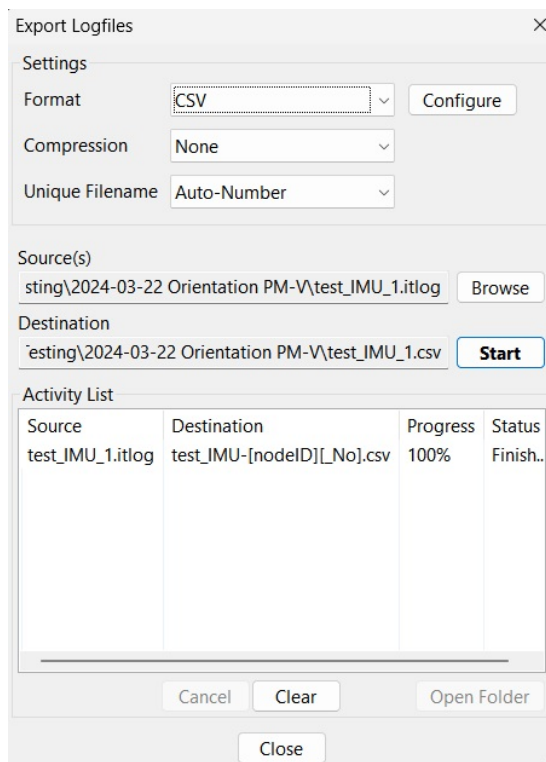 Export Logfiles
Settings
Format CSV Configure
Compression None
Unique Filename Auto-Number
Source(s)
sting\2024-03-22 Orientation PM-V\test_IMU_1.itlog Browse
Destination
Testing\2024-03-22 Orientation PM-V\test_IMU_1.csv Start
Activity List
Source Destination Progress Status
test_IMU_1.itlog test_IMU-[nodeID][_No].csv 100% Finish..
Cancel Clear Open Folder
Close